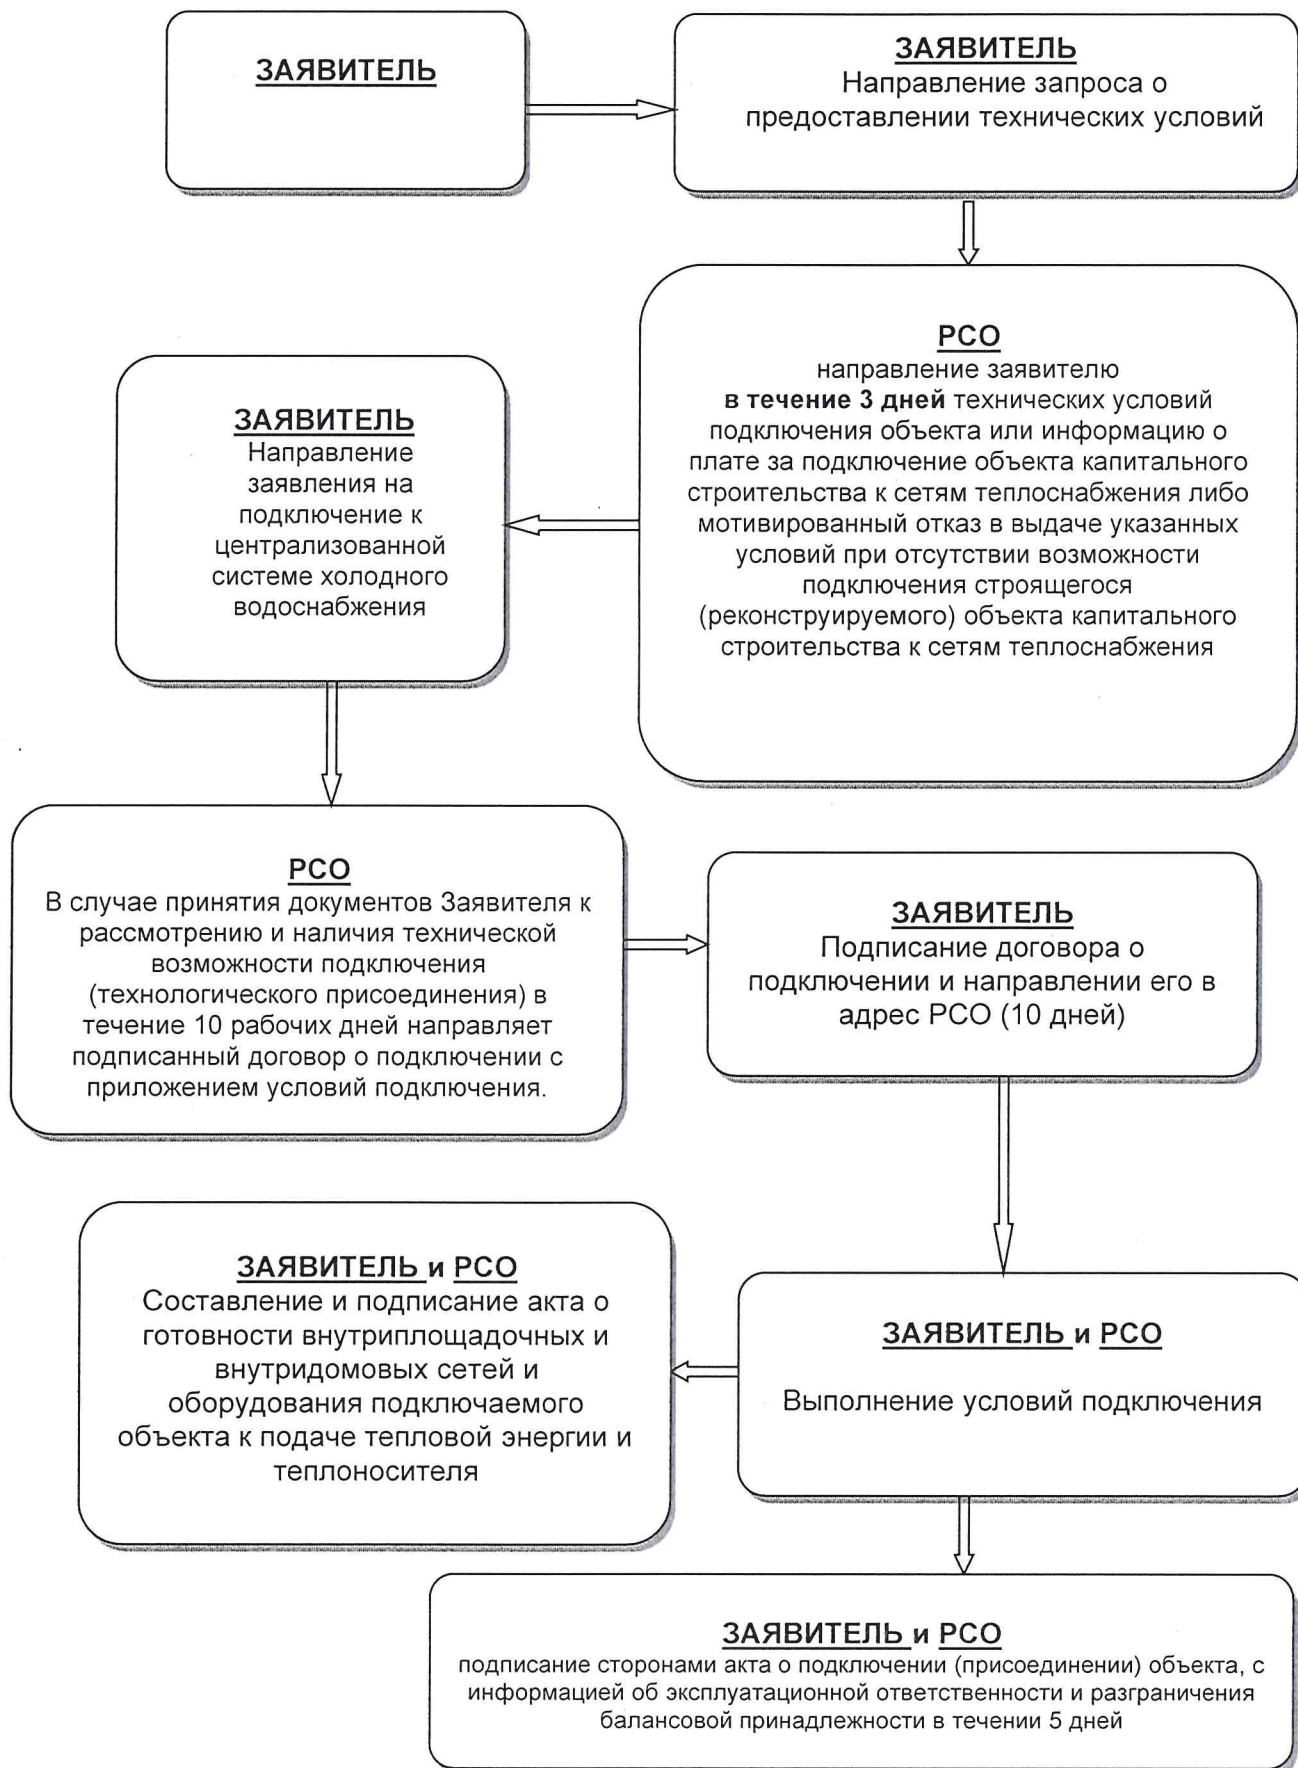 ЗАЯВИТЕЛЬ
ЗАЯВИТЕЛЬ
Направление запроса о
предоставлении технических условий
РСО
направление заявителю
в течение 3 дней технических условий
подключения объекта или информацию о
плате за подключение объекта капитального
строительства к сетям теплоснабжения либо
мотивированный отказ в выдаче указанных
условий при отсутствии возможности
подключения строящегося
(реконструируемого) объекта капитального
строительства к сетям теплоснабжения
ЗАЯВИТЕЛЬ
Направление
заявления на
подключение к
централизованной
системе холодного
водоснабжения
РСО
В случае принятия документов Заявителя к
рассмотрению и наличия технической
возможности подключения
(технологического присоединения) в
течение 10 рабочих дней направляет
подписанный договор о подключении с
приложением условий подключения.
ЗАЯВИТЕЛЬ
Подписание договора о
подключении и направлении его в
адрес РСО (10 дней)
ЗАЯВИТЕЛЬ и РСО
Выполнение условий подключения
ЗАЯВИТЕЛЬ и РСО
Составление и подписание акта о
готовности внутриплощадочных и
внутридомовых сетей и
оборудования подключаемого
объекта к подаче тепловой энергии и
теплоносителя
ЗАЯВИТЕЛЬ и РСО
подписание сторонами акта о подключении (присоединении) объекта, с
информацией об эксплуатационной ответственности и разграничения
балансовой принадлежности в течении 5 дней